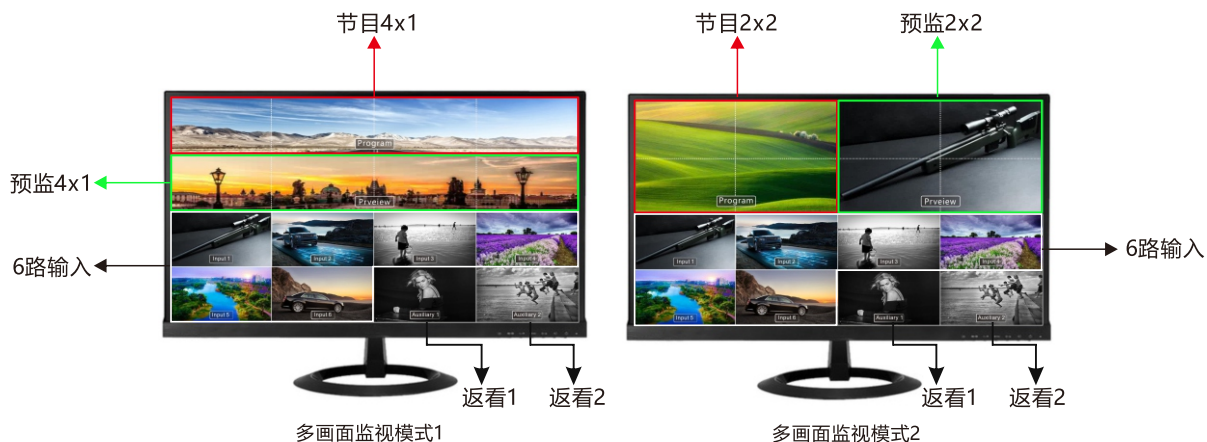 节目4x1
节目2x2
预监2x2
Program
预监4x1
Prveiew
Program
Prveiew
Input 1
Input 2
Input 3
Input 4
Input 1
Input 2
Input 3
Input 4
6路输入
6路输入
Input 5
Input 6
Auxiliary 1
Auxiliary 2
Input 5
Input 6
Auxiliary 1
Auxiliary 2
返看1
返看2
返看1
返看2
多画面监视模式1
多画面监视模式2